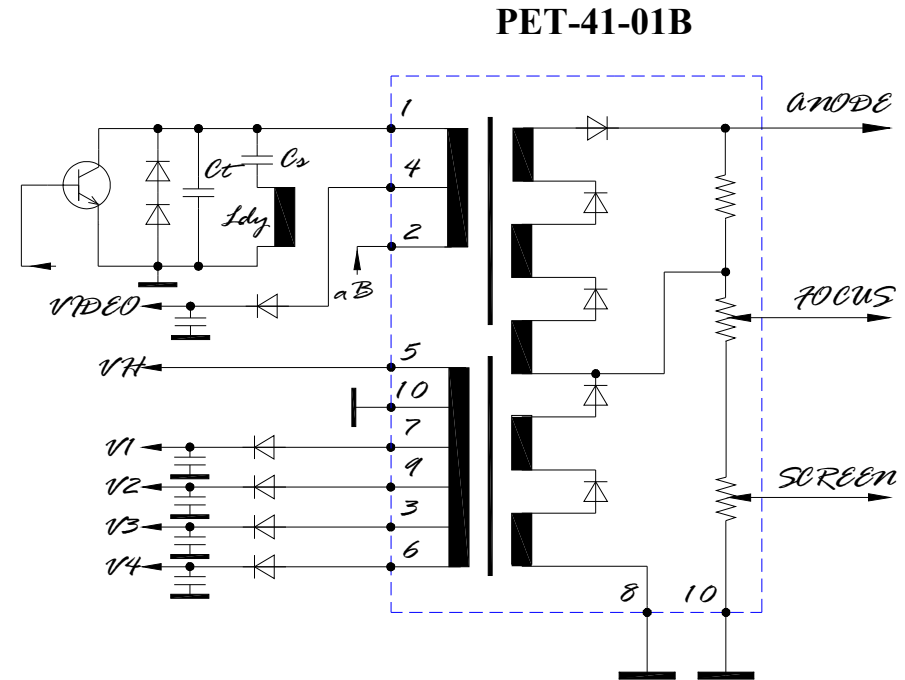 PET-41-01B
ANODE
1
Ct
Cs
4
Ldy
2
aB
VIDEO
FOCUS
5
VH
10
7
V1
9
V2
SCREEN
3
V3
6
V4
8
10